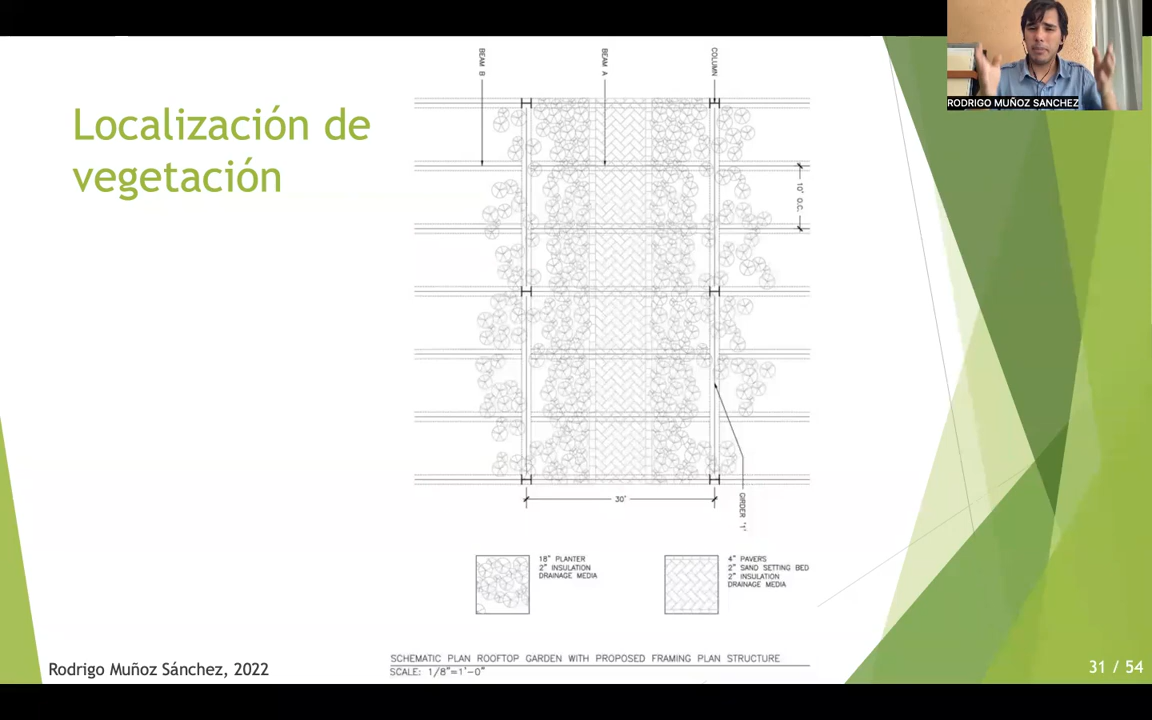 Localización de
vegetación
BEAM B
BEAM A
COLUMN
RODRIGO MUÑOZ SANCHEZ
10' O.C.
30'
GIRDER '1'
18" PLANTER
2" INSULATION
DRAINAGE MEDIA
4" PAVERS
2" SAND SETTING BED
2" INSULATION
DRAINAGE MEDIA
SCHEMATIC PLAN ROOFTOP GARDEN WITH PROPOSED FRAMING PLAN STRUCTURE
SCALE: 1/8"=1'-0"
Rodrigo Muñoz Sánchez, 2022
31 / 54